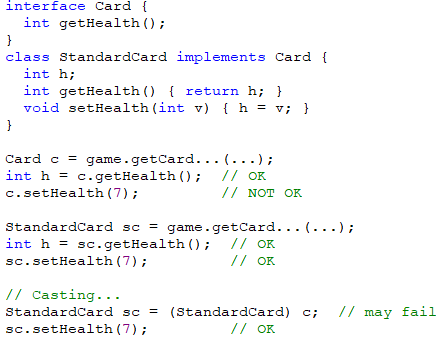 interface Card {
  int getHealth();
}
class StandardCard implements Card {
  int h;
  int getHealth() { return h; }
  void setHealth(int v) { h = v; }
}

Card c = game.getCard...(...);
int h = c.getHealth();  // OK
c.setHealth(7);         // NOT OK

StandardCard sc = game.getCard...(...);
int h = sc.getHealth();  // OK
sc.setHealth(7);         // OK

// Casting...
StandardCard sc = (StandardCard) c;  // may fail
sc.setHealth(7);         // OK